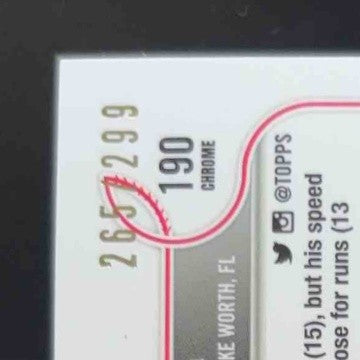 265/299
190
CHROME
KE WORTH, FL
@TOPPS
(15), but his speed
ose for runs (13